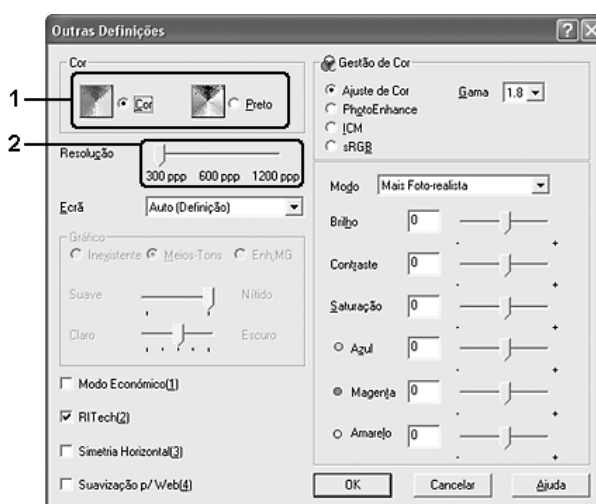 Outras Definições
Cor
1
Cor
Preto
2
Resolução
300 ppp 600 ppp 1200 ppp
Ecrã
Auto (Definição)
Gráfico
Inexistente Meios-Tons Enh,MG
Suave Nítido
Claro Escuro
Modo Económico(1)
RITech(2)
Simetria Horizontal(3)
Suavização p/ Web(4)
Gestão de Cor
Ajuste de Cor
Gama 1.8
PhotoEnhance
ICM
sRGB
Modo Mais Foto-realista
Brilho 0
- +
Contraste 0
- +
Saturação 0
- +
Azul 0
- +
Magenta 0
- +
Amarelo 0
- +
OK Cancelar Ajuda